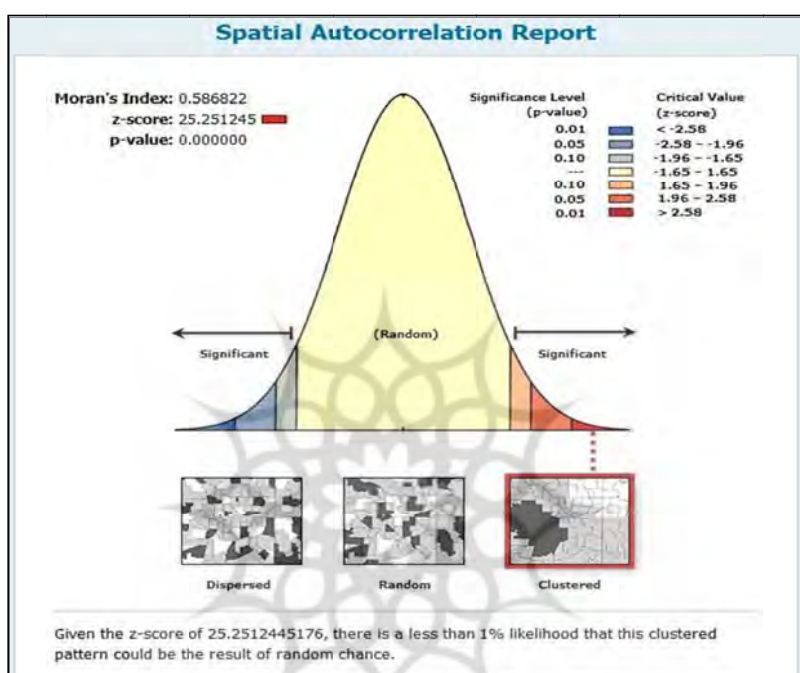 Spatial Autocorrelation Report
Moran's Index: 0.586822
z-score: 25.251245
p-value: 0.000000
Significance Level (p-value)
Critical Value (z-score)
0.01 < -2.58
0.05 -2.58 - -1.96
0.10 -1.96 - -1.65
--- -1.65 - 1.65
0.10 1.65 - 1.96
0.05 1.96 - 2.58
0.01 > 2.58
(Random)
Significant
Significant
Dispersed
Random
Clustered
Given the z-score of 25.2512445176, there is a less than 1% likelihood that this clustered
pattern could be the result of random chance.